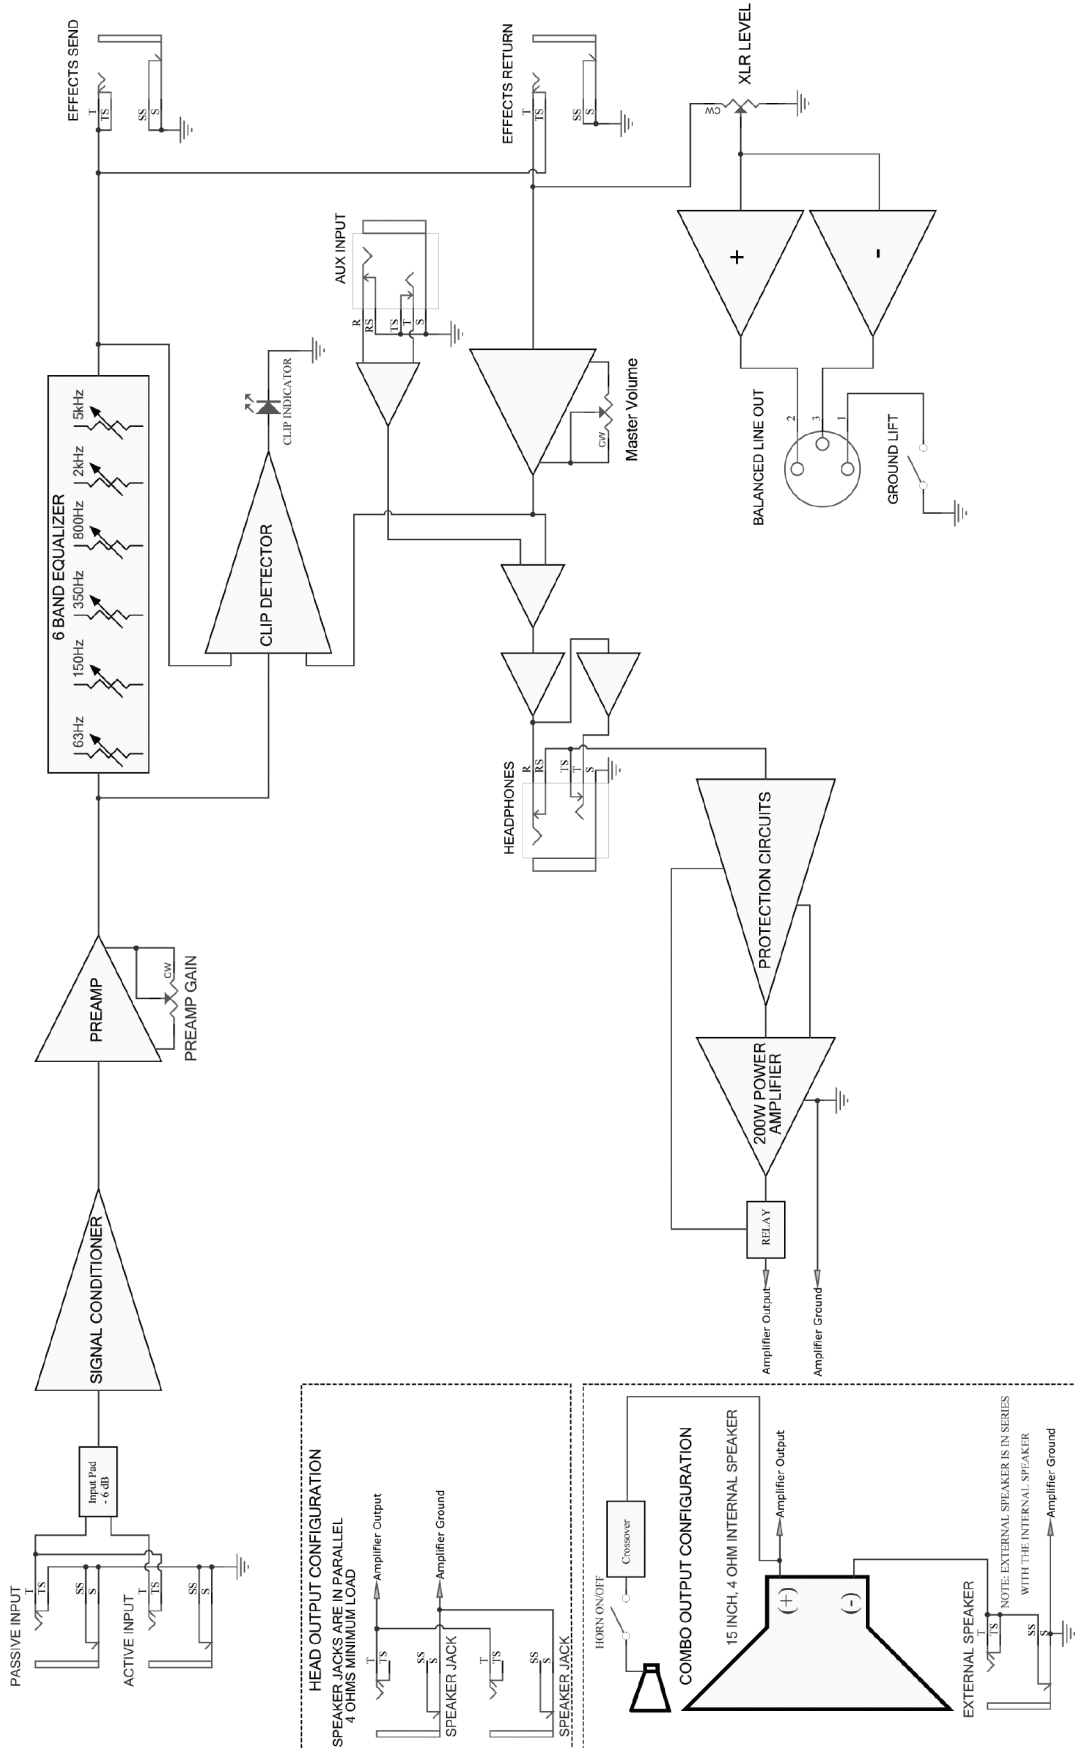 PASSIVE INPUT
T
TS
SS
S
ACTIVE INPUT
T
TS
SS
S
Input Pad
- 6 dB
SIGNAL CONDITIONER
PREAMP
CW
PREAMP GAIN
6 BAND EQUALIZER
63Hz
150Hz
350Hz
800Hz
2kHz
5kHz
EFFECTS SEND
T
TS
SS
S
CLIP DETECTOR
CLIP INDICATOR
AUX INPUT
R
RS
TS
T
S
EFFECTS RETURN
T
TS
SS
S
CW
Master Volume
XLR LEVEL
CW
+
-
BALANCED LINE OUT
2
3
1
GROUND LIFT
HEADPHONES
R
RS
TS
T
S
PROTECTION CIRCUITS
200W POWER
AMPLIFIER
RELAY
Amplifier Output
Amplifier Ground
HEAD OUTPUT CONFIGURATION
SPEAKER JACKS ARE IN PARALLEL
4 OHMS MINIMUM LOAD
Amplifier Output
T
TS
SS
S
SPEAKER JACK
Amplifier Ground
T
TS
SS
S
SPEAKER JACK
HORN ON/OFF
Crossover
COMBO OUTPUT CONFIGURATION
15 INCH, 4 OHM INTERNAL SPEAKER
Amplifier Output
(+)
(-)
EXTERNAL SPEAKER
T
TS
SS
S
NOTE: EXTERNAL SPEAKER IS IN SERIES
WITH THE INTERNAL SPEAKER
Amplifier Ground